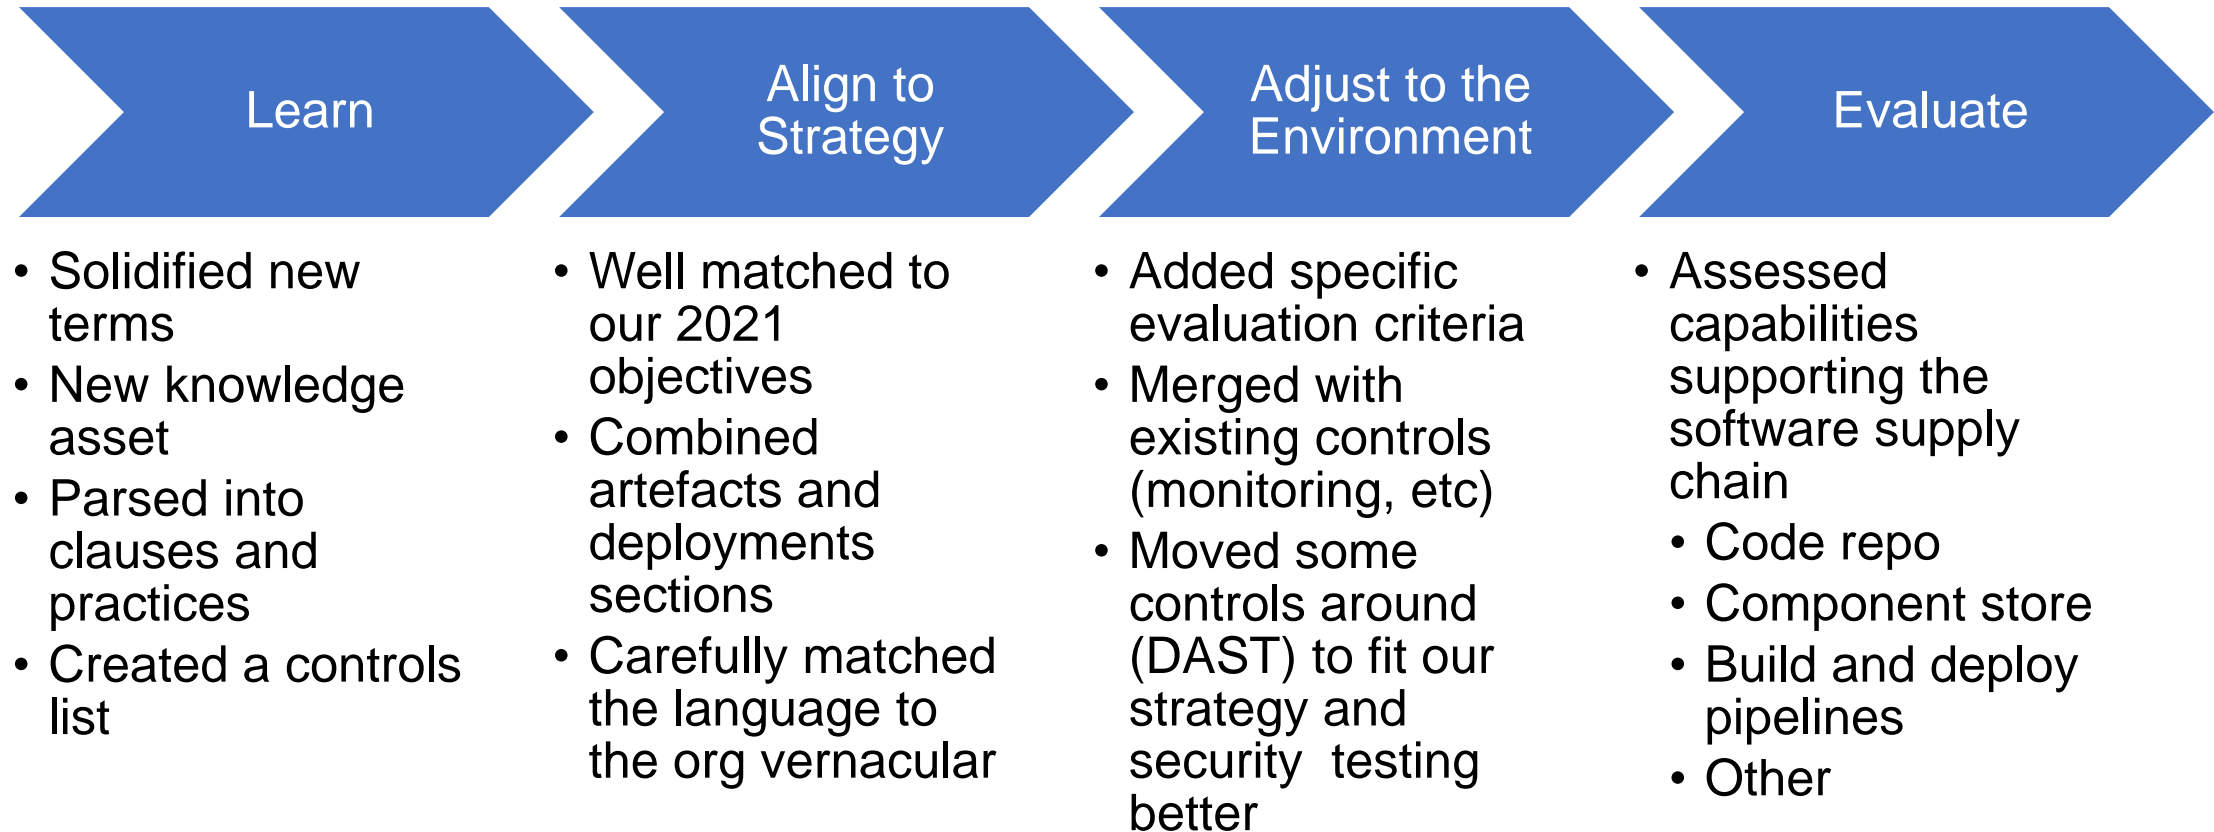 Learn
• Solidified new
terms
• New knowledge
asset
• Parsed into
clauses and
practices
• Created a controls
list
Align to
Strategy
• Well matched to
our 2021
objectives
• Combined
artefacts and
deployments
sections
• Carefully matched
the language to
the org vernacular
Adjust to the
Environment
• Added specific
evaluation criteria
• Merged with
existing controls
(monitoring, etc)
• Moved some
controls around
(DAST) to fit our
strategy and
security  testing
better
Evaluate
• Assessed
capabilities
supporting the
software supply
chain
• Code repo
• Component store
• Build and deploy
pipelines
• Other